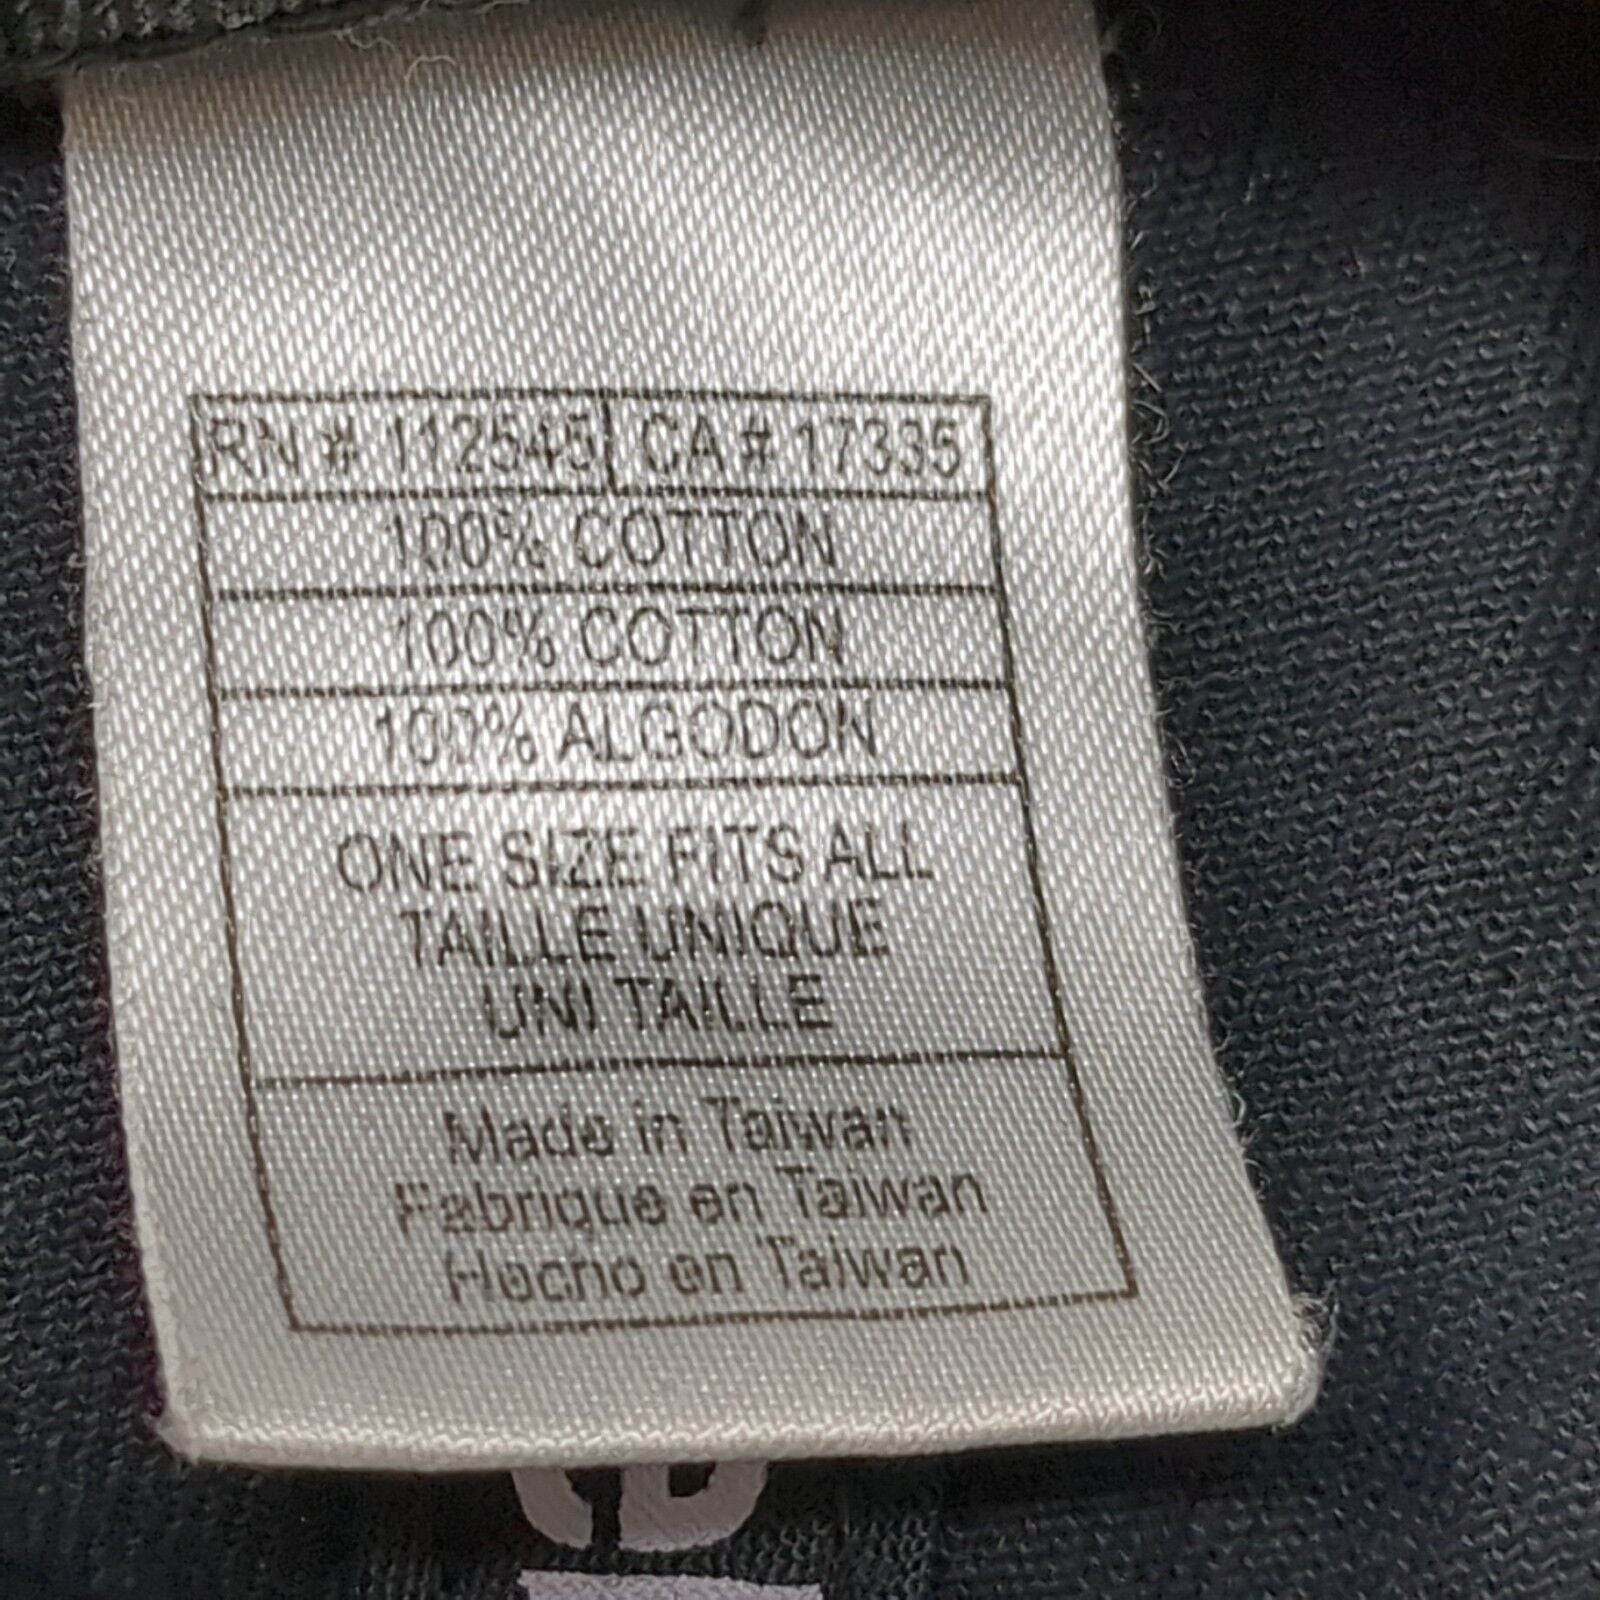 RN # 112545 CA # 17335
100% COTTON
100% COTTON
100% ALGODON
ONE SIZE FITS ALL
TAILLE UNIQUE
UNI TAILLE
Made in Taiwan
Fabrique en Taiwan
Hecho en Taiwan